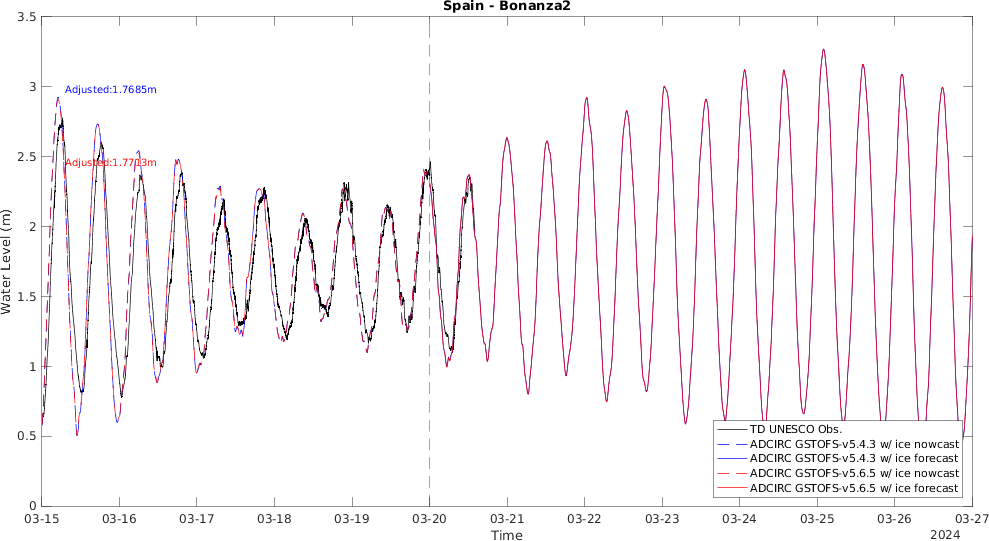 Spain - Bonanza2
3.5
3
2.5
2
1.5
1
0.5
0
Water Level (m)
Adjusted:1.7685m
Adjusted:1.7713m
TD UNESCO Obs.
ADCIRC GSTOFS-v5.4.3 w/ ice nowcast
ADCIRC GSTOFS-v5.4.3 w/ ice forecast
ADCIRC GSTOFS-v5.6.5 w/ ice nowcast
ADCIRC GSTOFS-v5.6.5 w/ ice forecast
03-15 03-16 03-17 03-18 03-19 03-20 03-21 03-22 03-23 03-24 03-25 03-26 03-27
Time
2024